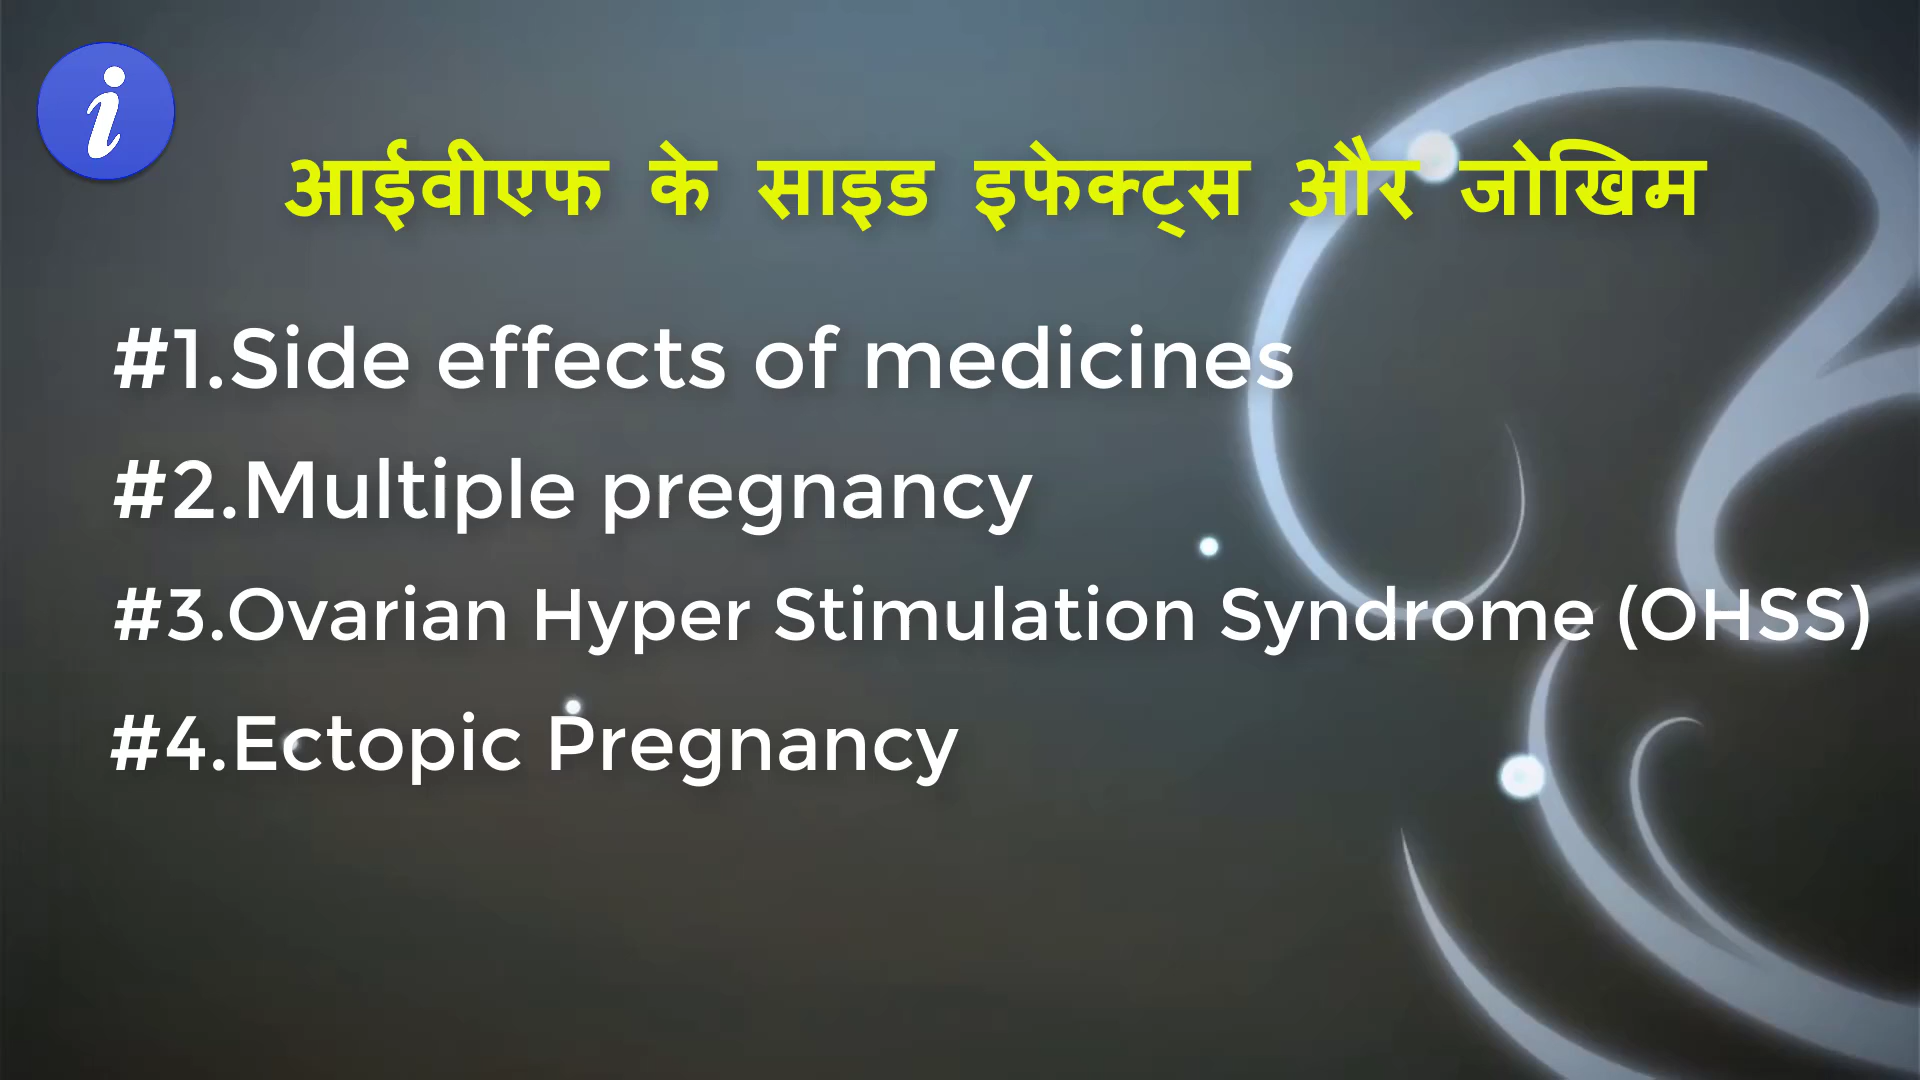 आईवीएफ के साइड इफेक्ट्स और जोखिम
#1.Side effects of medicines
#2.Multiple pregnancy
#3.Ovarian Hyper Stimulation Syndrome (OHSS)
#4.Ectopic Pregnancy